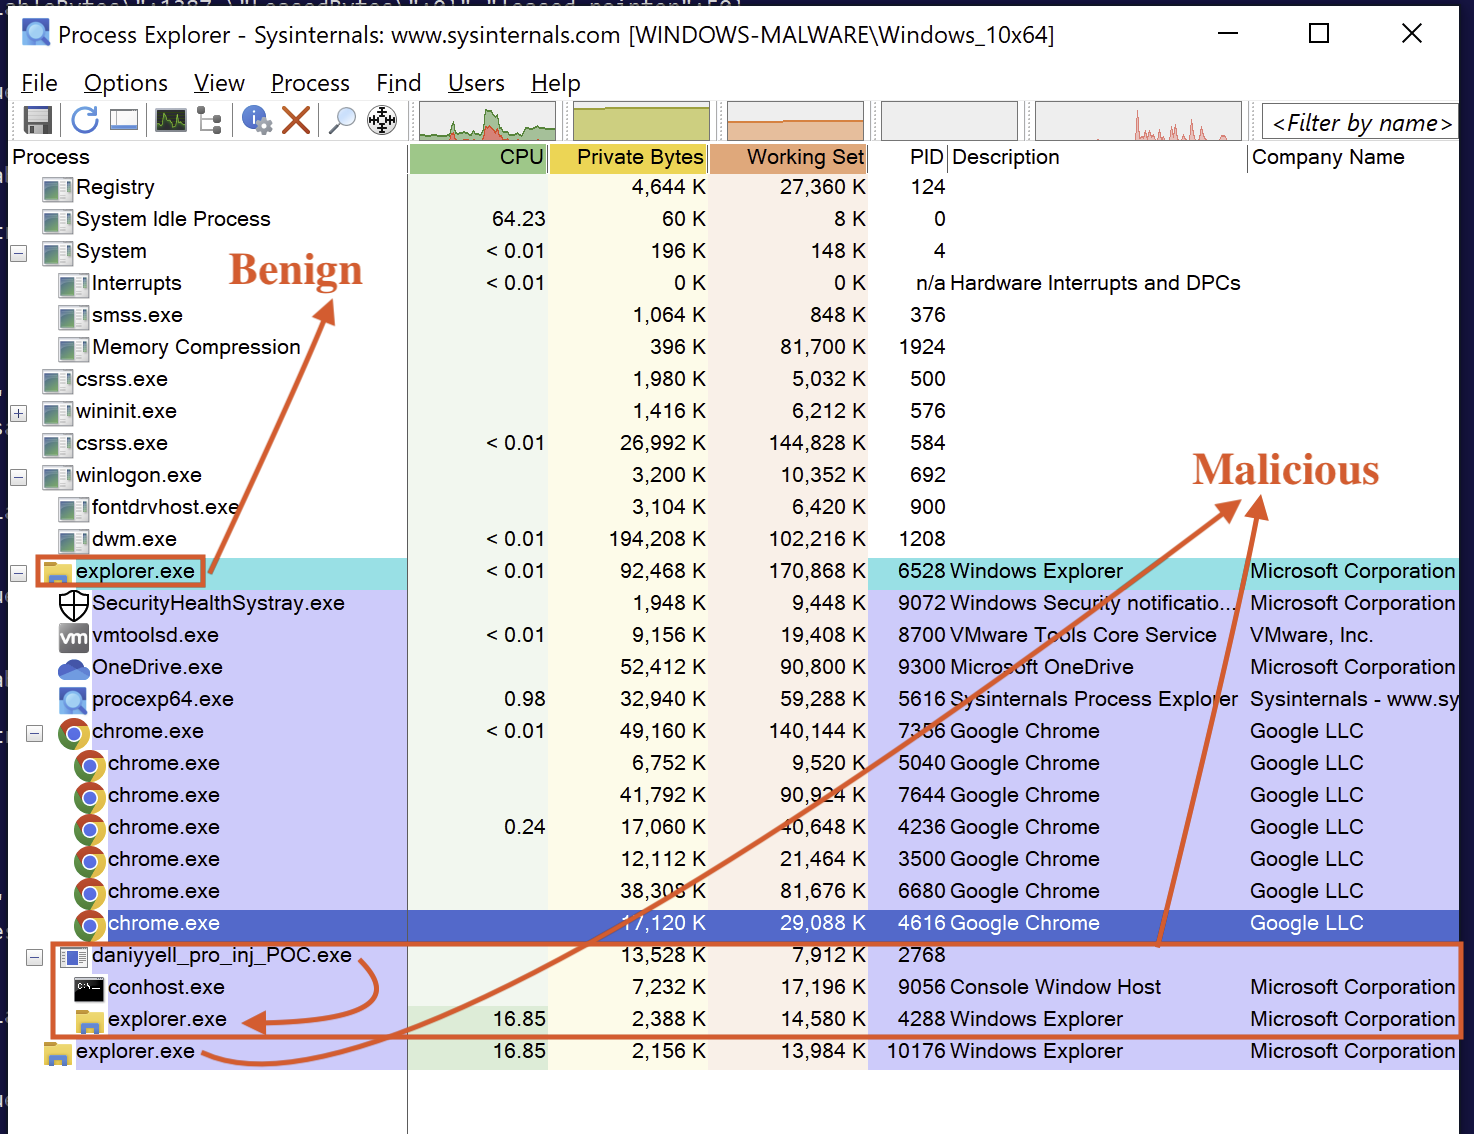 Process Explorer - Sysinternals: www.sysinternals.com [WINDOWS-MALWARE\Windows_10x64]
File Options View Process Find Users Help
<Filter by name>
Process CPU Private Bytes Working Set PID Description Company Name
Registry 4,644 K 27,360 K 124
System Idle Process 64.23 60 K 8 K 0
System < 0.01 196 K 148 K 4
Benign
Interrupts < 0.01 0 K 0 K n/a Hardware Interrupts and DPCs
smss.exe 1,064 K 848 K 376
Memory Compression 396 K 81,700 K 1924
csrss.exe 1,980 K 5,032 K 500
wininit.exe 1,416 K 6,212 K 576
csrss.exe < 0.01 26,992 K 144,828 K 584
Malicious
winlogon.exe 3,200 K 10,352 K 692
fontdrvhost.exe 3,104 K 6,420 K 900
dwm.exe < 0.01 194,208 K 102,216 K 1208
explorer.exe < 0.01 92,468 K 170,868 K 6528 Windows Explorer Microsoft Corporation
SecurityHealthSystray.exe 1,948 K 9,448 K 9072 Windows Security notificatio... Microsoft Corporation
vm vmtoolsd.exe < 0.01 9,156 K 19,408 K 8700 VMware Tools Core Service VMware, Inc.
OneDrive.exe 52,412 K 90,800 K 9300 Microsoft OneDrive Microsoft Corporation
procexp64.exe 0.98 32,940 K 59,288 K 5616 Sysinternals Process Explorer Sysinternals - www.sy
chrome.exe < 0.01 49,160 K 140,144 K 7356 Google Chrome Google LLC
chrome.exe 6,752 K 9,520 K 5040 Google Chrome Google LLC
chrome.exe 41,792 K 90,924 K 7644 Google Chrome Google LLC
chrome.exe 0.24 17,060 K 40,648 K 4236 Google Chrome Google LLC
chrome.exe 12,112 K 21,464 K 3500 Google Chrome Google LLC
chrome.exe 38,308 K 81,676 K 6680 Google Chrome Google LLC
chrome.exe 17,120 K 29,088 K 4616 Google Chrome Google LLC
daniyyell_pro_inj_POC.exe 13,528 K 7,912 K 2768
conhost.exe 7,232 K 17,196 K 9056 Console Window Host Microsoft Corporation
explorer.exe 16.85 2,388 K 14,580 K 4288 Windows Explorer Microsoft Corporation
explorer.exe 16.85 2,156 K 13,984 K 10176 Windows Explorer Microsoft Corporation